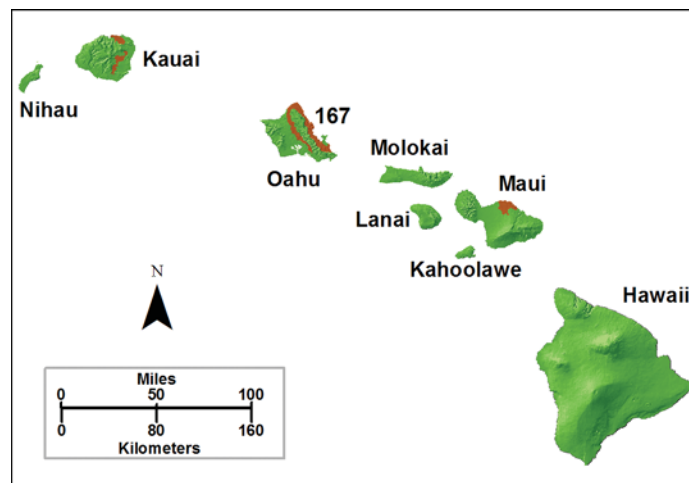 Kauai
Nihau
167
Oahu
Molokai
Maui
Lanai
Kahoolawe
Hawaii
N
Miles
0 50 100
0 80 160
Kilometers